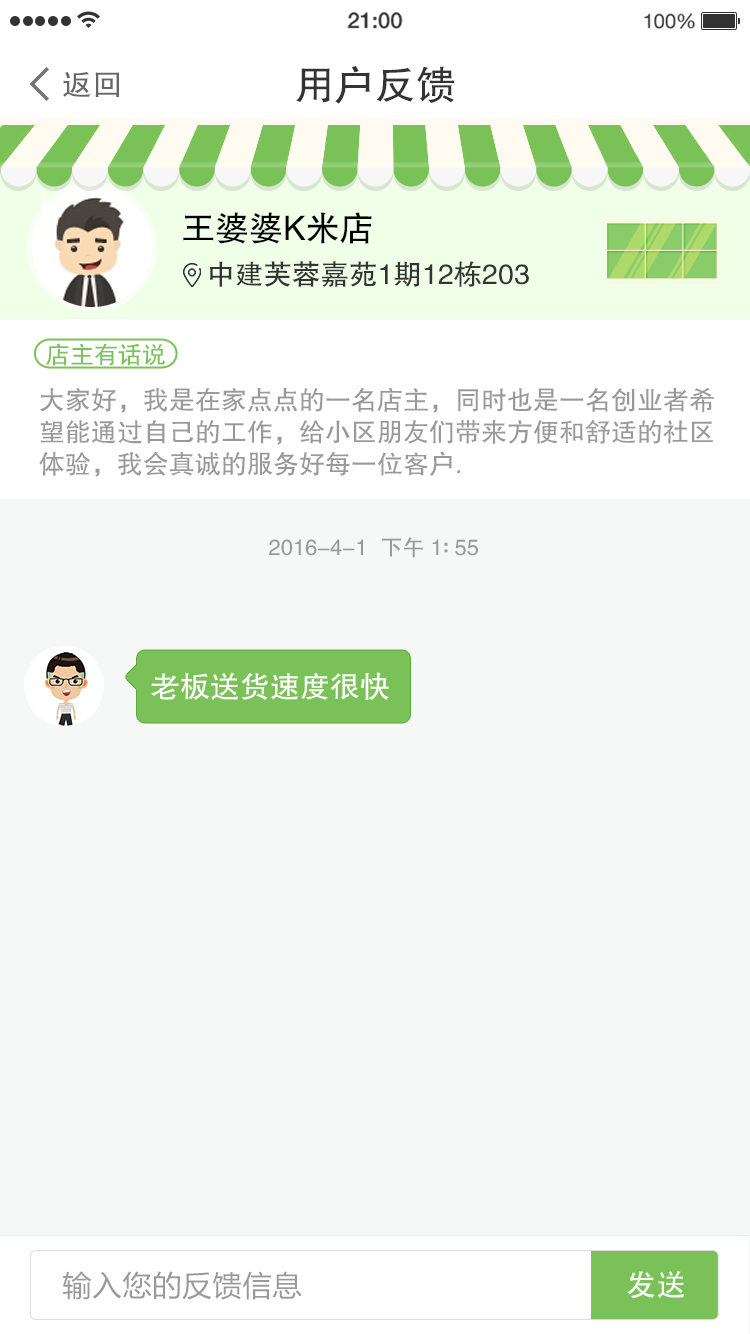 21:00
100%
返回
用户反馈
王婆婆K米店
中建芙蓉嘉苑1期12栋203
店主有话说
大家好，我是在家点点的一名店主，同时也是一名创业者希
望能通过自己的工作，给小区朋友们带来方便和舒适的社区
体验，我会真诚的服务好每一位客户.
2016-4-1 下午 1:55
老板送货速度很快
输入您的反馈信息
发送